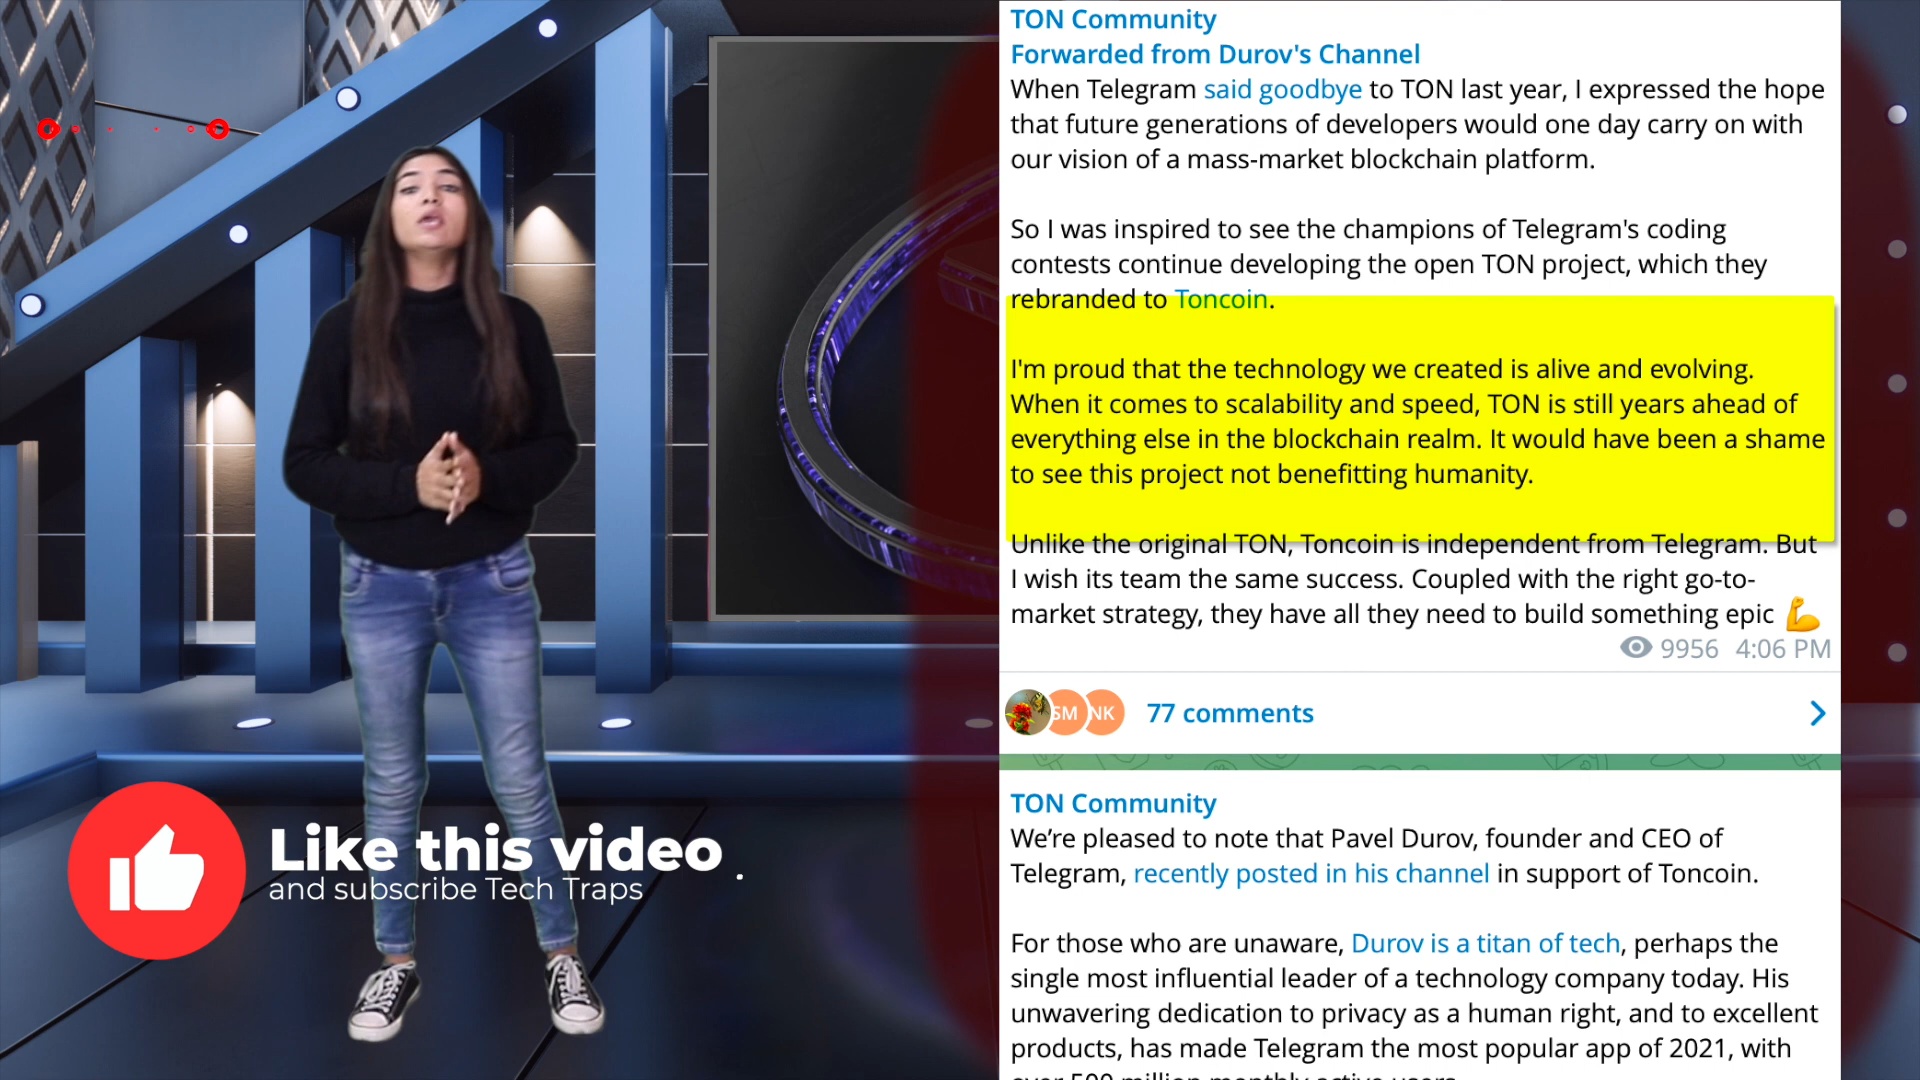 TON Community
Forwarded from Durov's Channel
When Telegram said goodbye to TON last year, I expressed the hope
that future generations of developers would one day carry on with
our vision of a mass-market blockchain platform.
So I was inspired to see the champions of Telegram's coding
contests continue developing the open TON project, which they
rebranded to Toncoin.
I'm proud that the technology we created is alive and evolving.
When it comes to scalability and speed, TON is still years ahead of
everything else in the blockchain realm. It would have been a shame
to see this project not benefitting humanity.
Unlike the original TON, Toncoin is independent from Telegram. But
I wish its team the same success. Coupled with the right go-to-
market strategy, they have all they need to build something epic 💪
9956 4:06 PM
SM NK 77 comments
TON Community
We’re pleased to note that Pavel Durov, founder and CEO of
Telegram, recently posted in his channel in support of Toncoin.
For those who are unaware, Durov is a titan of tech, perhaps the
single most influential leader of a technology company today. His
unwavering dedication to privacy as a human right, and to excellent
products, has made Telegram the most popular app of 2021, with
over 500 million monthly active users.
Like this video
and subscribe Tech Traps